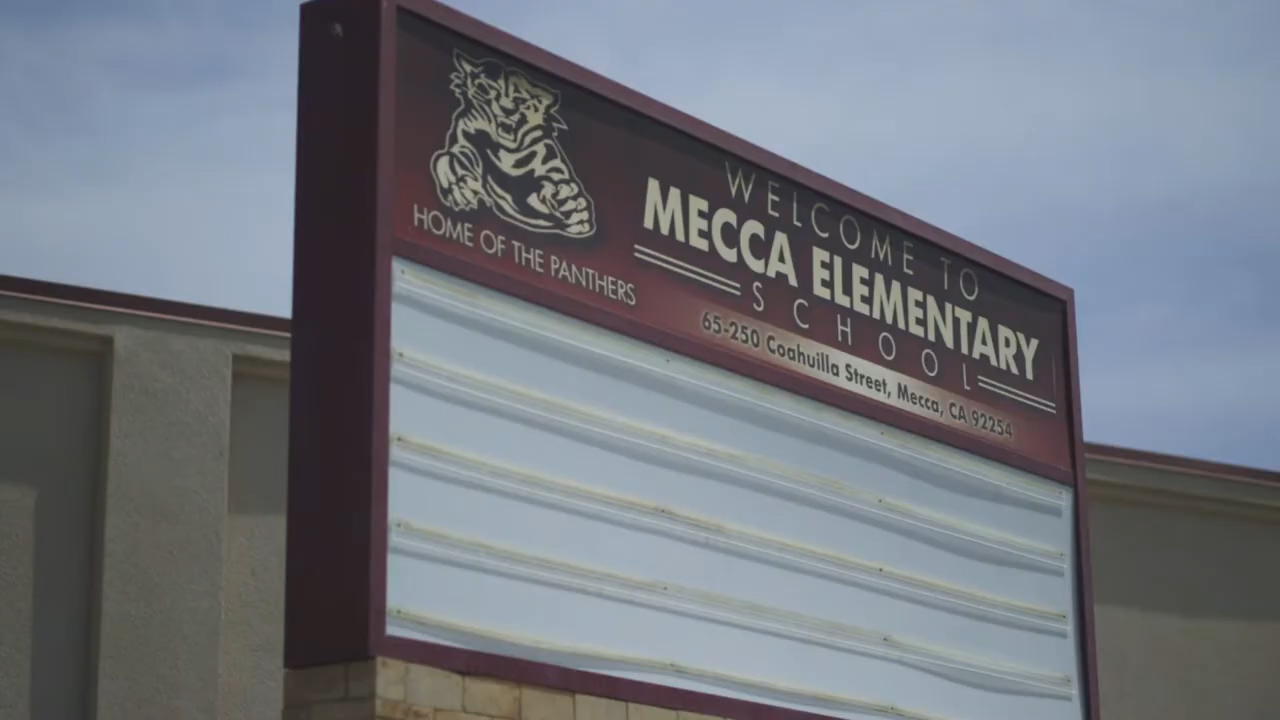 HOME OF THE PANTHERS
WELCOME TO
MECCA ELEMENTARY
SCHOOL
65-250 Coahuilla Street, Mecca, CA 92254